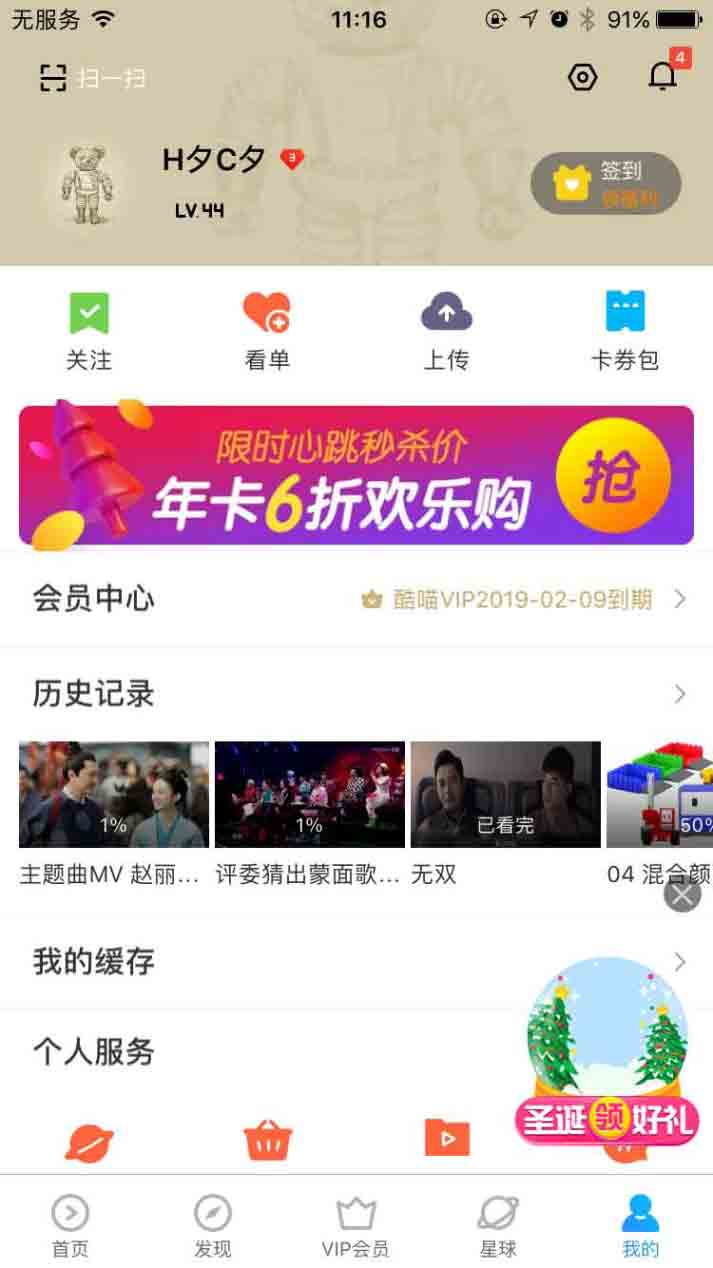 无服务 11:16 91%
扫一扫 4
H夕C夕 3
签到
领福利
LV.44
关注 看单 上传 卡券包
限时心跳秒杀价
年卡6折欢乐购 抢
会员中心 酷喵VIP2019-02-09到期
历史记录
1% 1% 已看完 50%
主题曲MV 赵丽... 评委猜出蒙面歌... 无双 04 混合颜
我的缓存
个人服务
圣诞领好礼
首页 发现 VIP会员 星球 我的